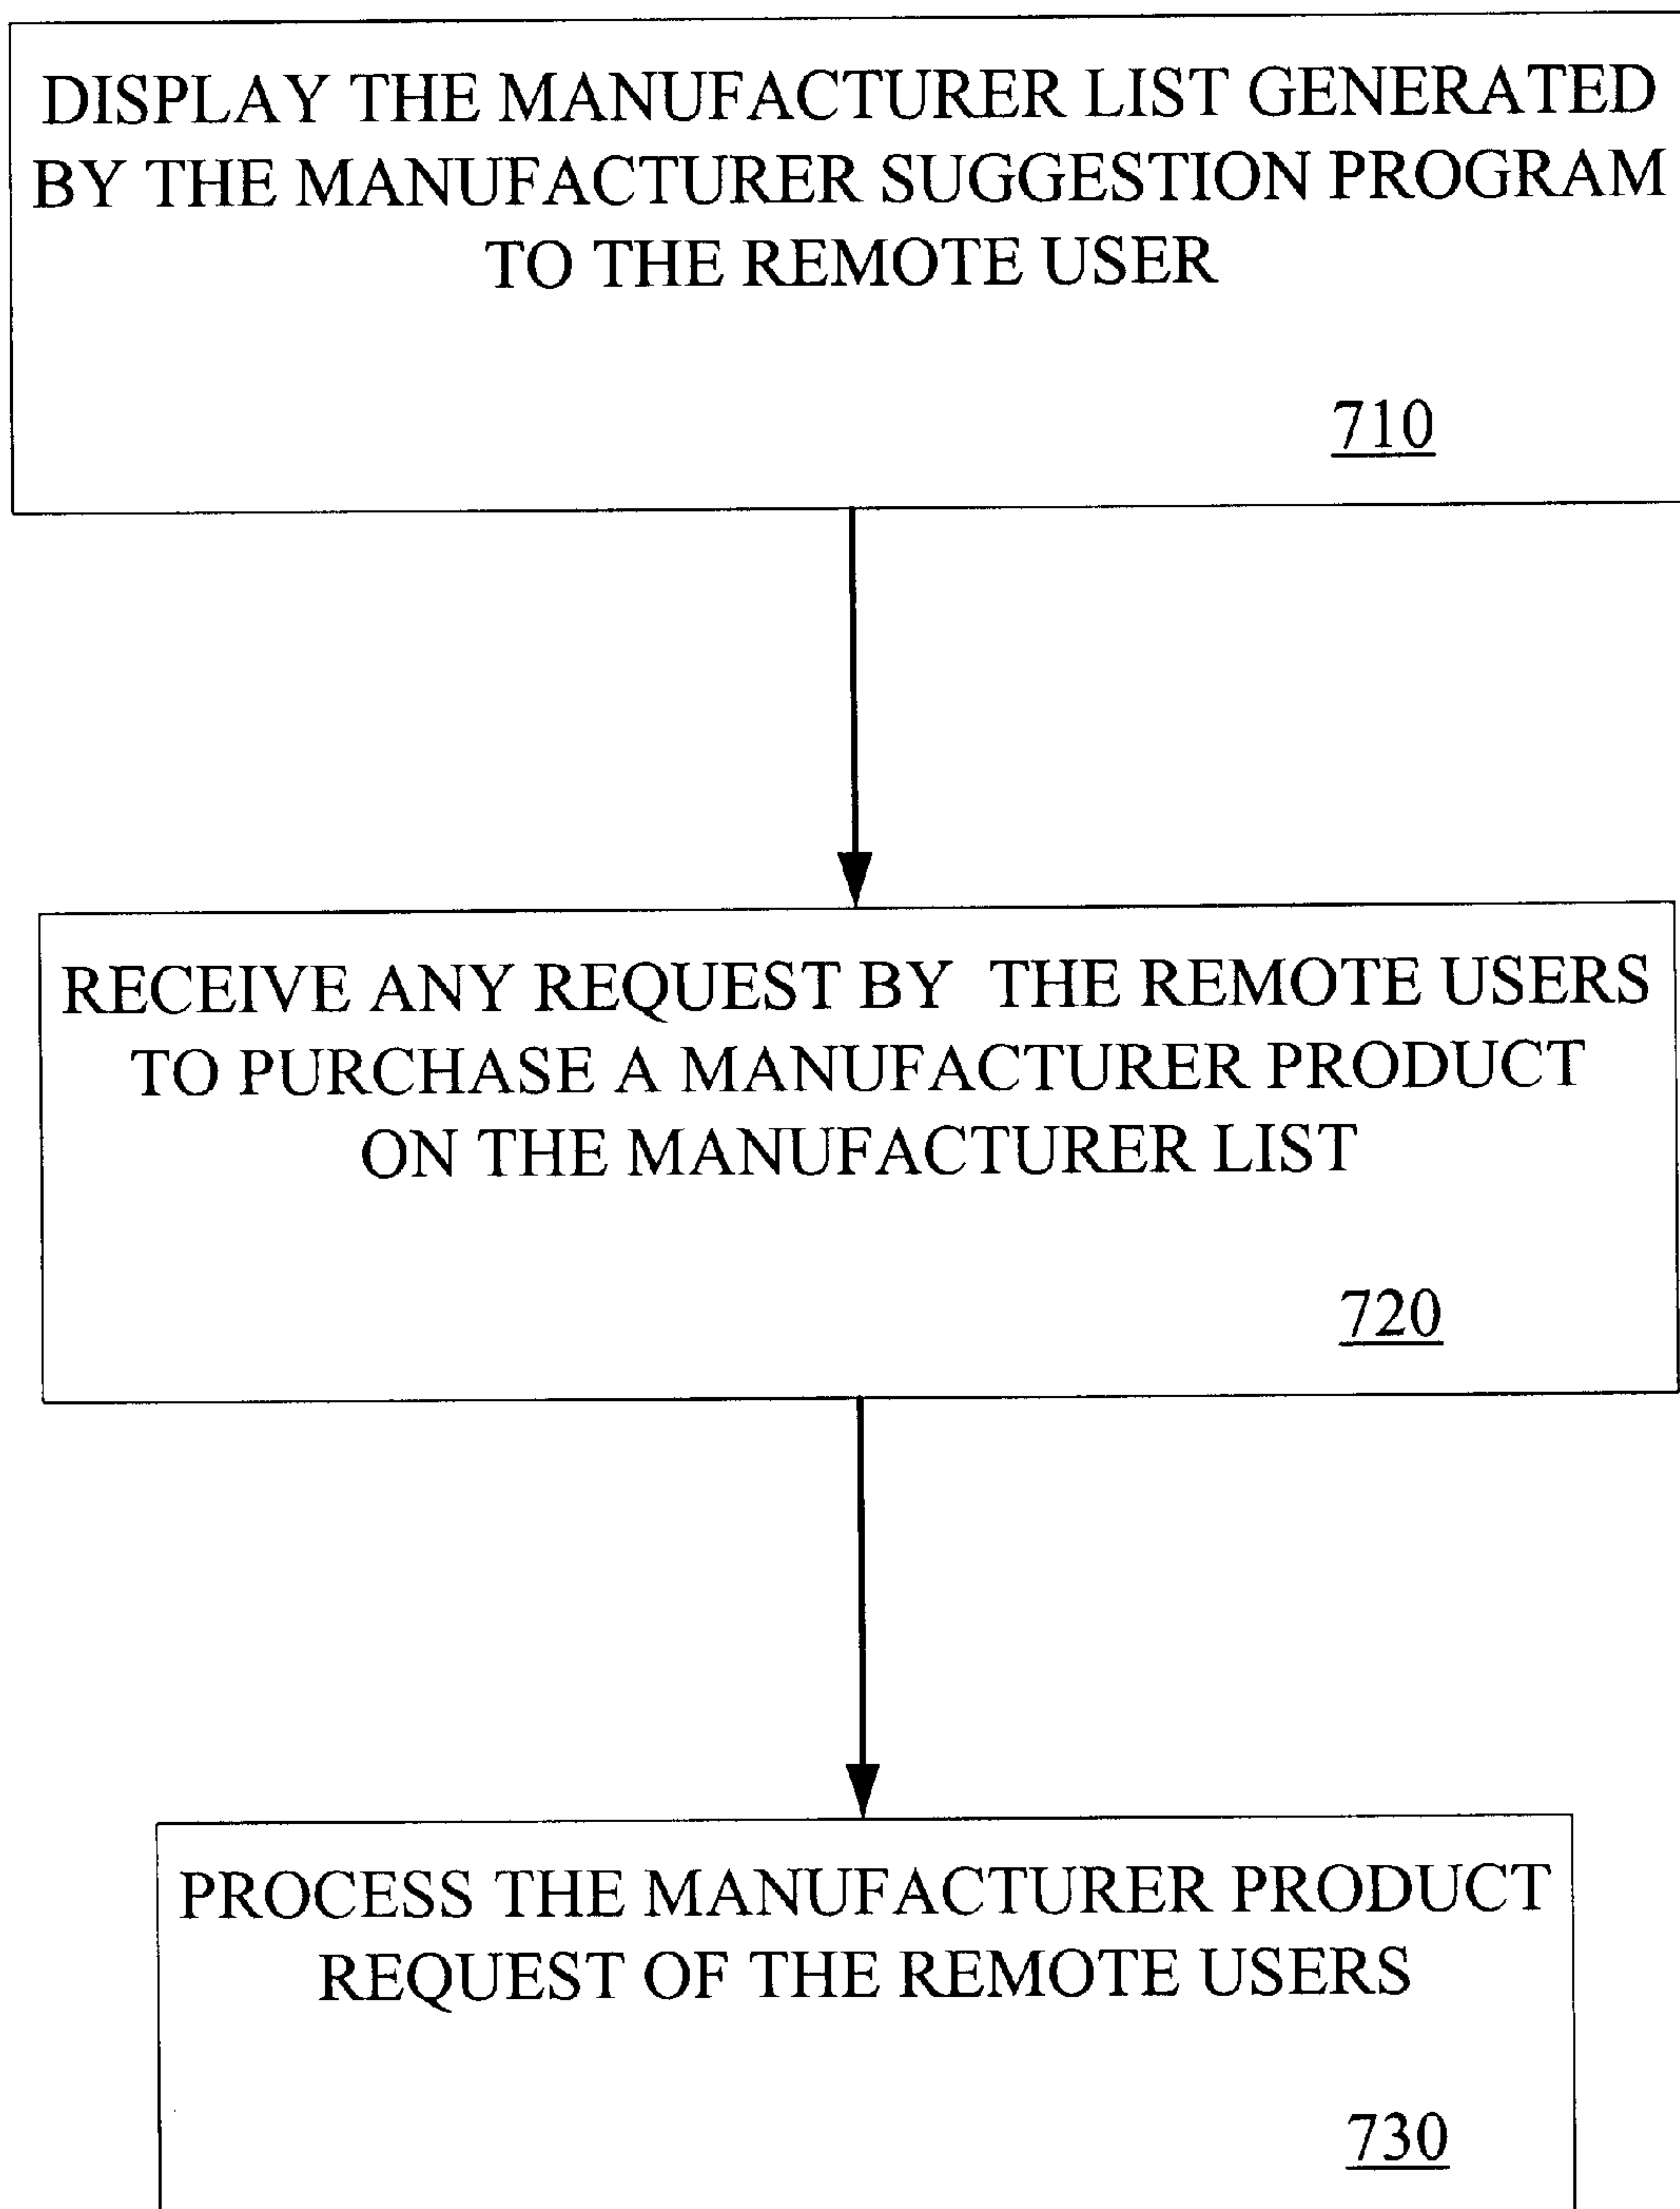 DISPLAY THE MANUFACTURER LIST GENERATED
BY THE MANUFACTURER SUGGESTION PROGRAM
TO THE REMOTE USER
710
RECEIVE ANY REQUEST BY THE REMOTE USERS
TO PURCHASE A MANUFACTURER PRODUCT
ON THE MANUFACTURER LIST
720
PROCESS THE MANUFACTURER PRODUCT
REQUEST OF THE REMOTE USERS
730